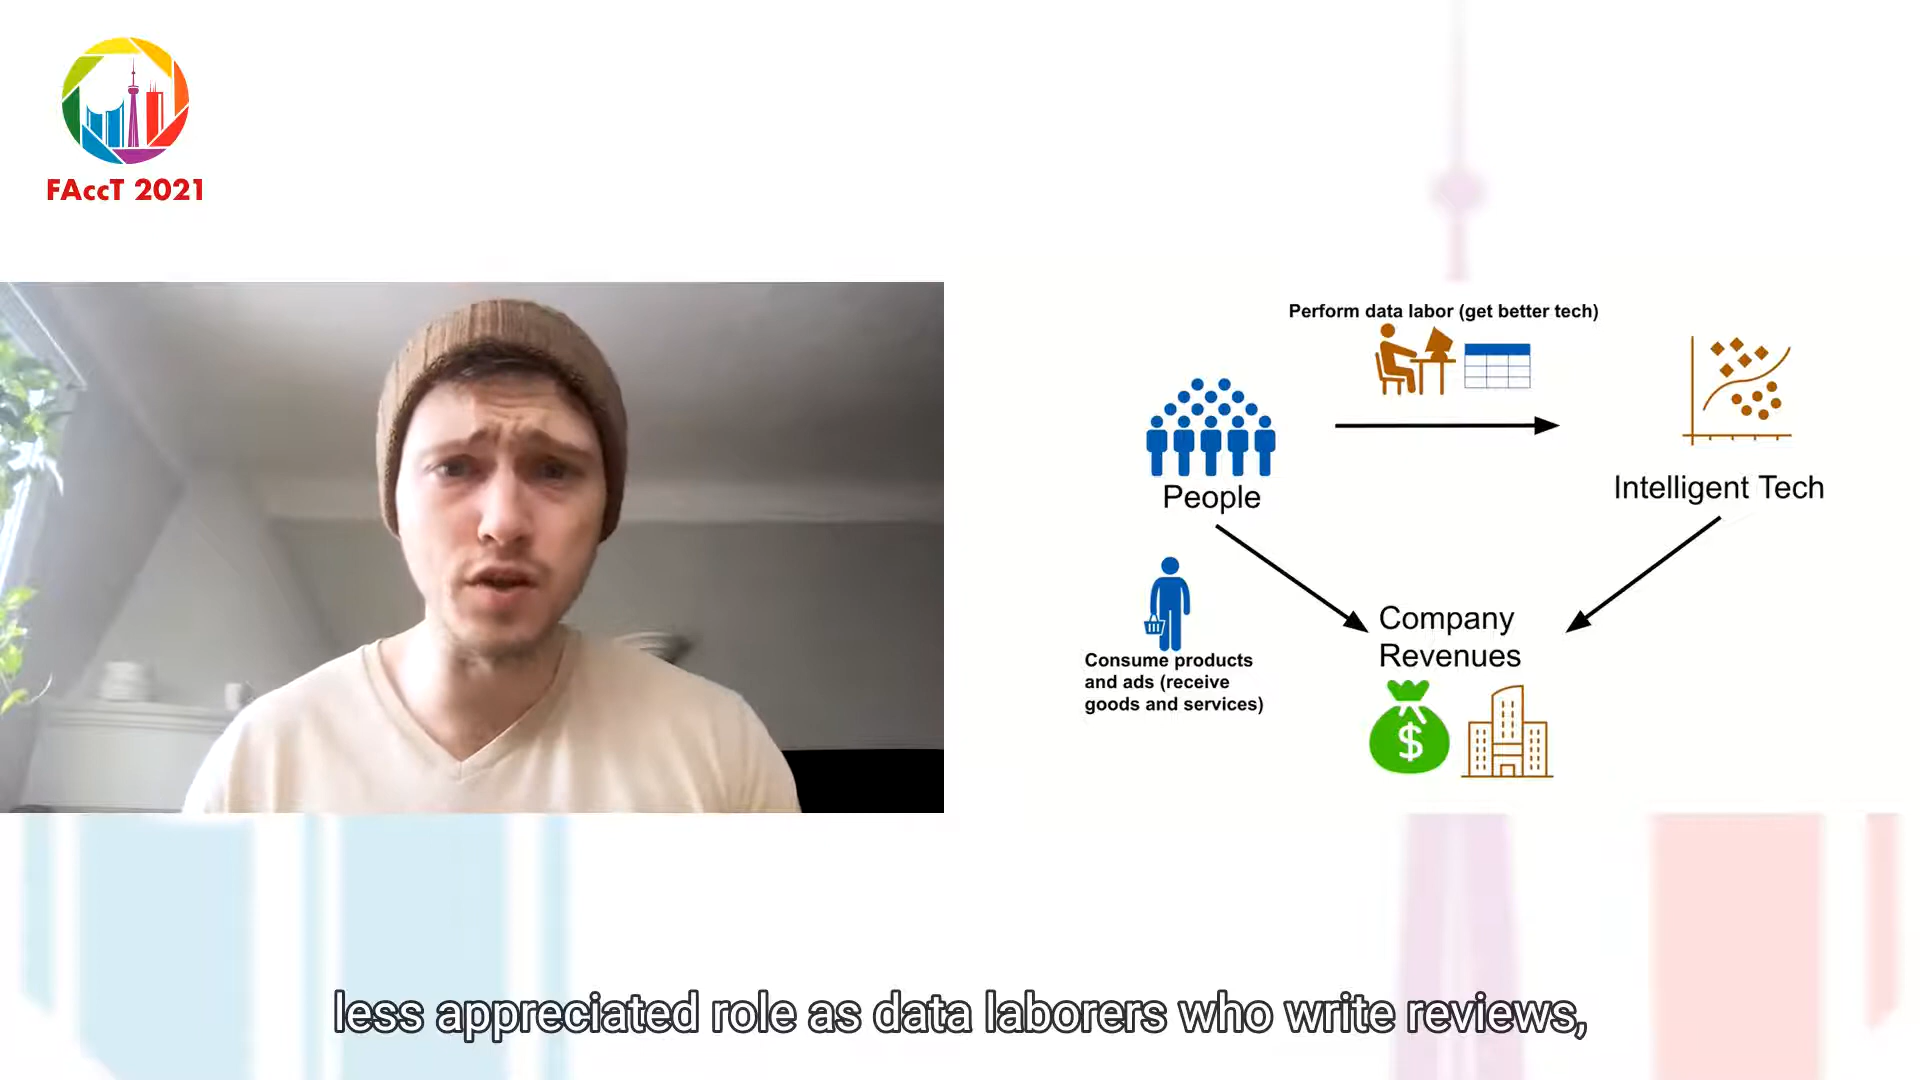 FAccT 2021
Perform data labor (get better tech)
People
Intelligent Tech
Consume products
and ads (receive
goods and services)
Company
Revenues
$
less appreciated role as data laborers who write reviews,